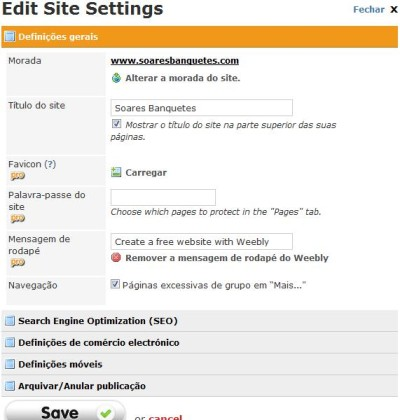 Edit Site Settings
Fechar X
Definições gerais
Morada
www.soaresbanquetes.com
Alterar a morada do site.
Título do site
Soares Banquetes
Mostrar o título do site na parte superior das suas
páginas.
Favicon (?)
Carregar
Palavra-passe do
site
Choose which pages to protect in the "Pages" tab.
Mensagem de
rodapé
Create a free website with Weebly
Remover a mensagem de rodapé do Weebly
Navegação
Páginas excessivas de grupo em "Mais..."
Search Engine Optimization (SEO)
Definições de comércio electrónico
Definições móveis
Arquivar/Anular publicação
Save
or cancel